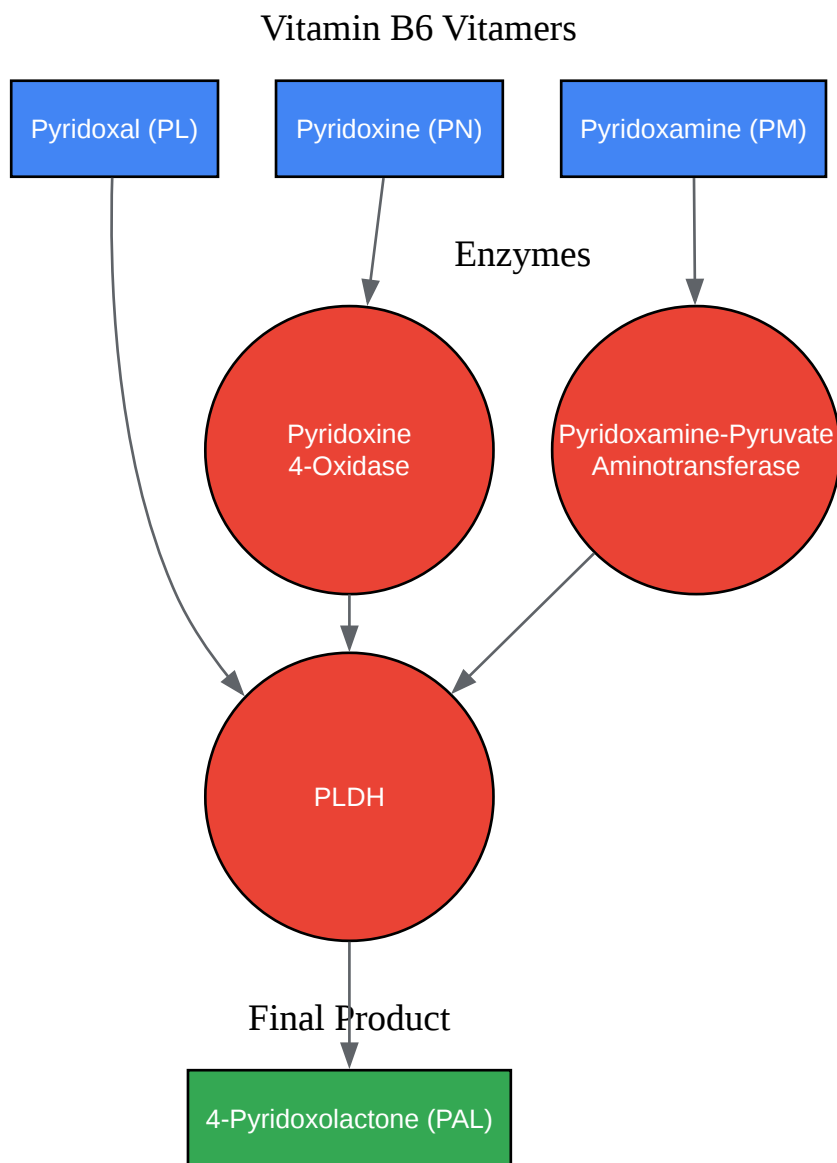 Vitamin B6 Vitamers
Pyridoxal (PL)
Pyridoxine (PN)
Pyridoxamine (PM)
Enzymes
Pyridoxine
4-Oxidase
Pyridoxamine-Pyruvate
Aminotransferase
PLDH
Final Product
4-Pyridoxolactone (PAL)